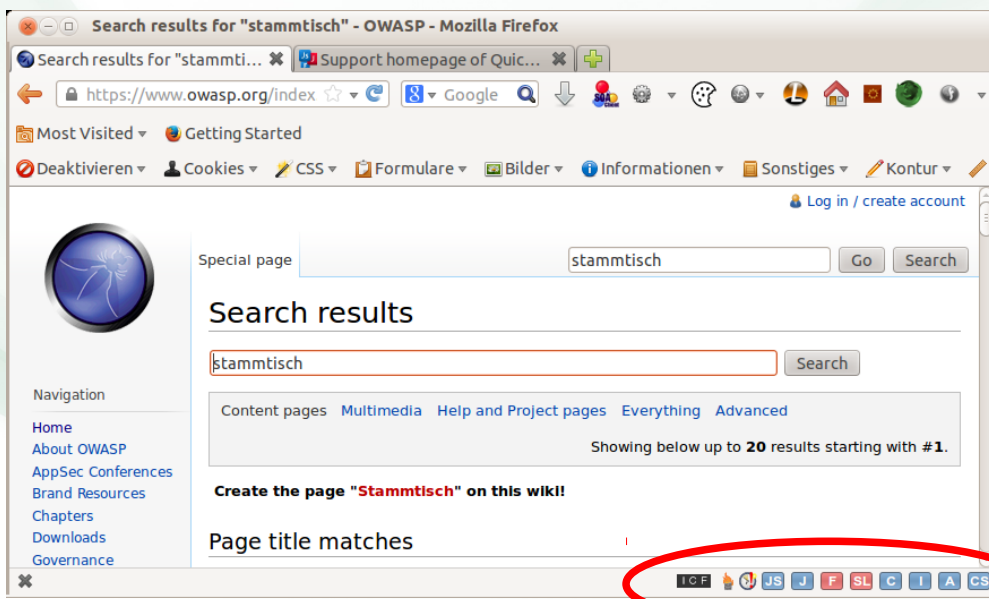 Search results for "stammtisch" - OWASP - Mozilla Firefox
Search results for "stammti... Support homepage of Quic...
https://www.owasp.org/index 8 Google
Most Visited Getting Started
Deaktivieren Cookies CSS Formulare Bilder Informationen Sonstiges Kontur
Log in / create account
Special page stammtisch Go Search
Search results
stammtisch Search
Navigation
Content pages Multimedia Help and Project pages Everything Advanced
Home
Showing below up to 20 results starting with #1.
About OWASP
AppSec Conferences
Brand Resources
Create the page "Stammtisch" on this wiki!
Chapters
Downloads
Page title matches
Governance
ICF JS J F SL C I A CS